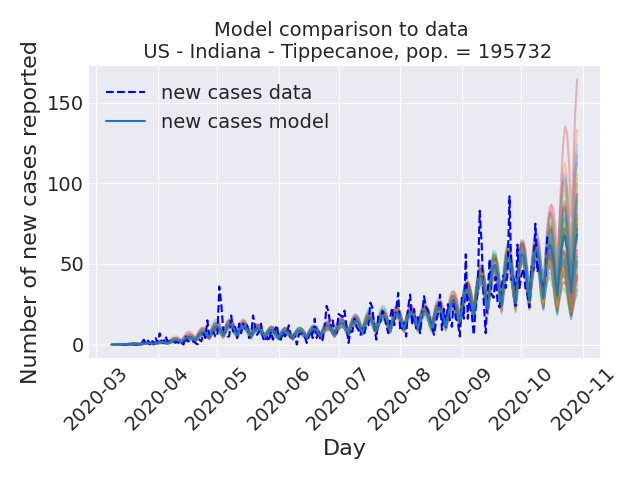 Model comparison to data
US - Indiana - Tippecanoe, pop. = 195732
Number of new cases reported
150
100
50
0
new cases data
new cases model
2020-03
2020-04
2020-05
2020-06
2020-07
2020-08
2020-09
2020-10
2020-11
Day